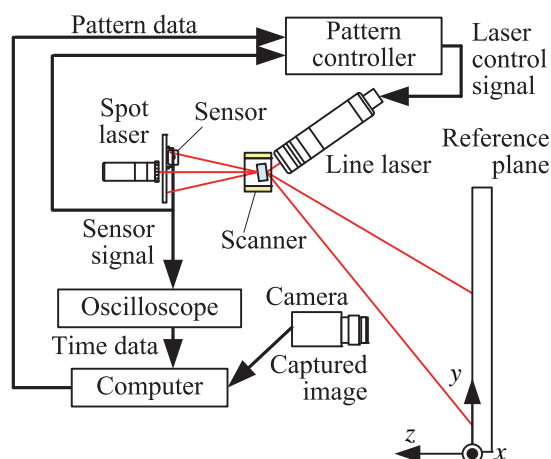 Pattern data
Pattern
controller
Laser
control
signal
Spot
laser
Sensor
Line laser
Reference
plane
Scanner
Sensor
signal
Oscilloscope
Camera
Time data
Captured
image
Computer
y
z
x